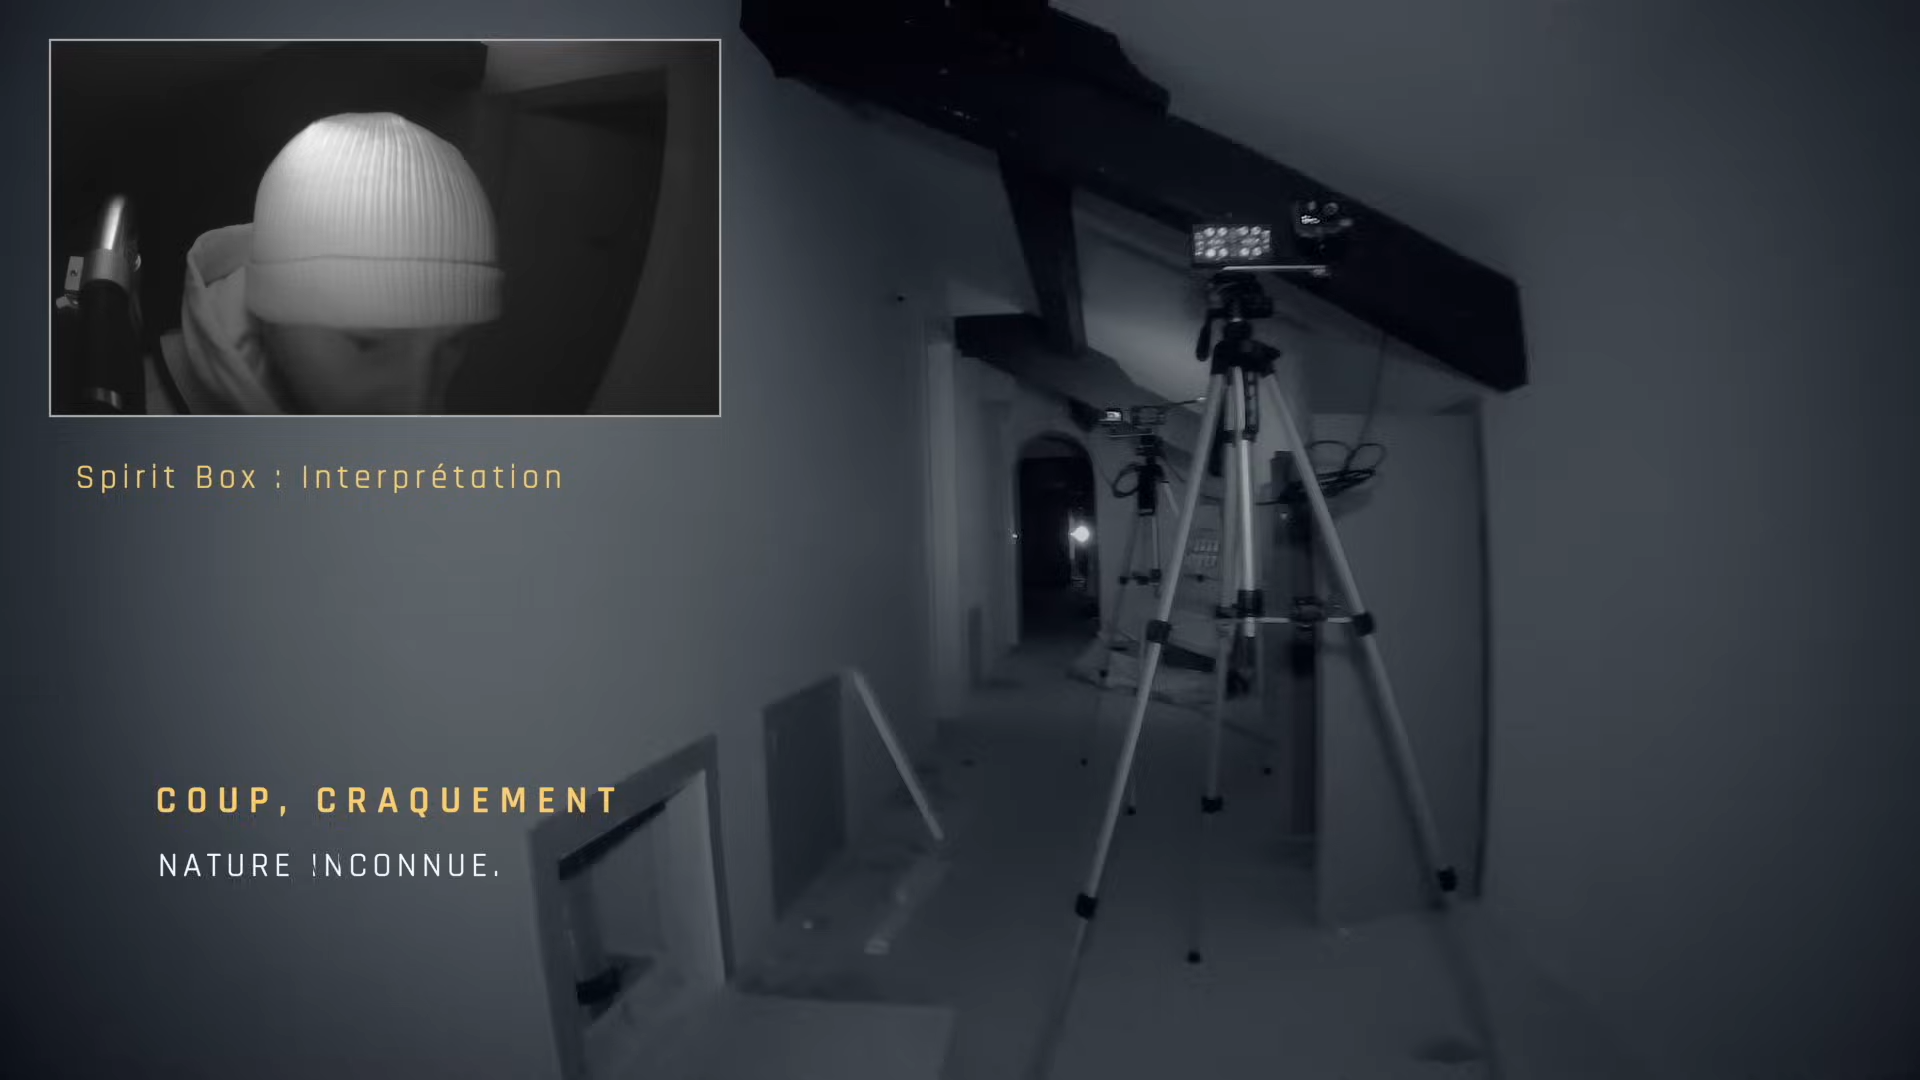 Spirit Box : Interprétation
COUP, CRAQUEMENT
NATURE INCONNUE.